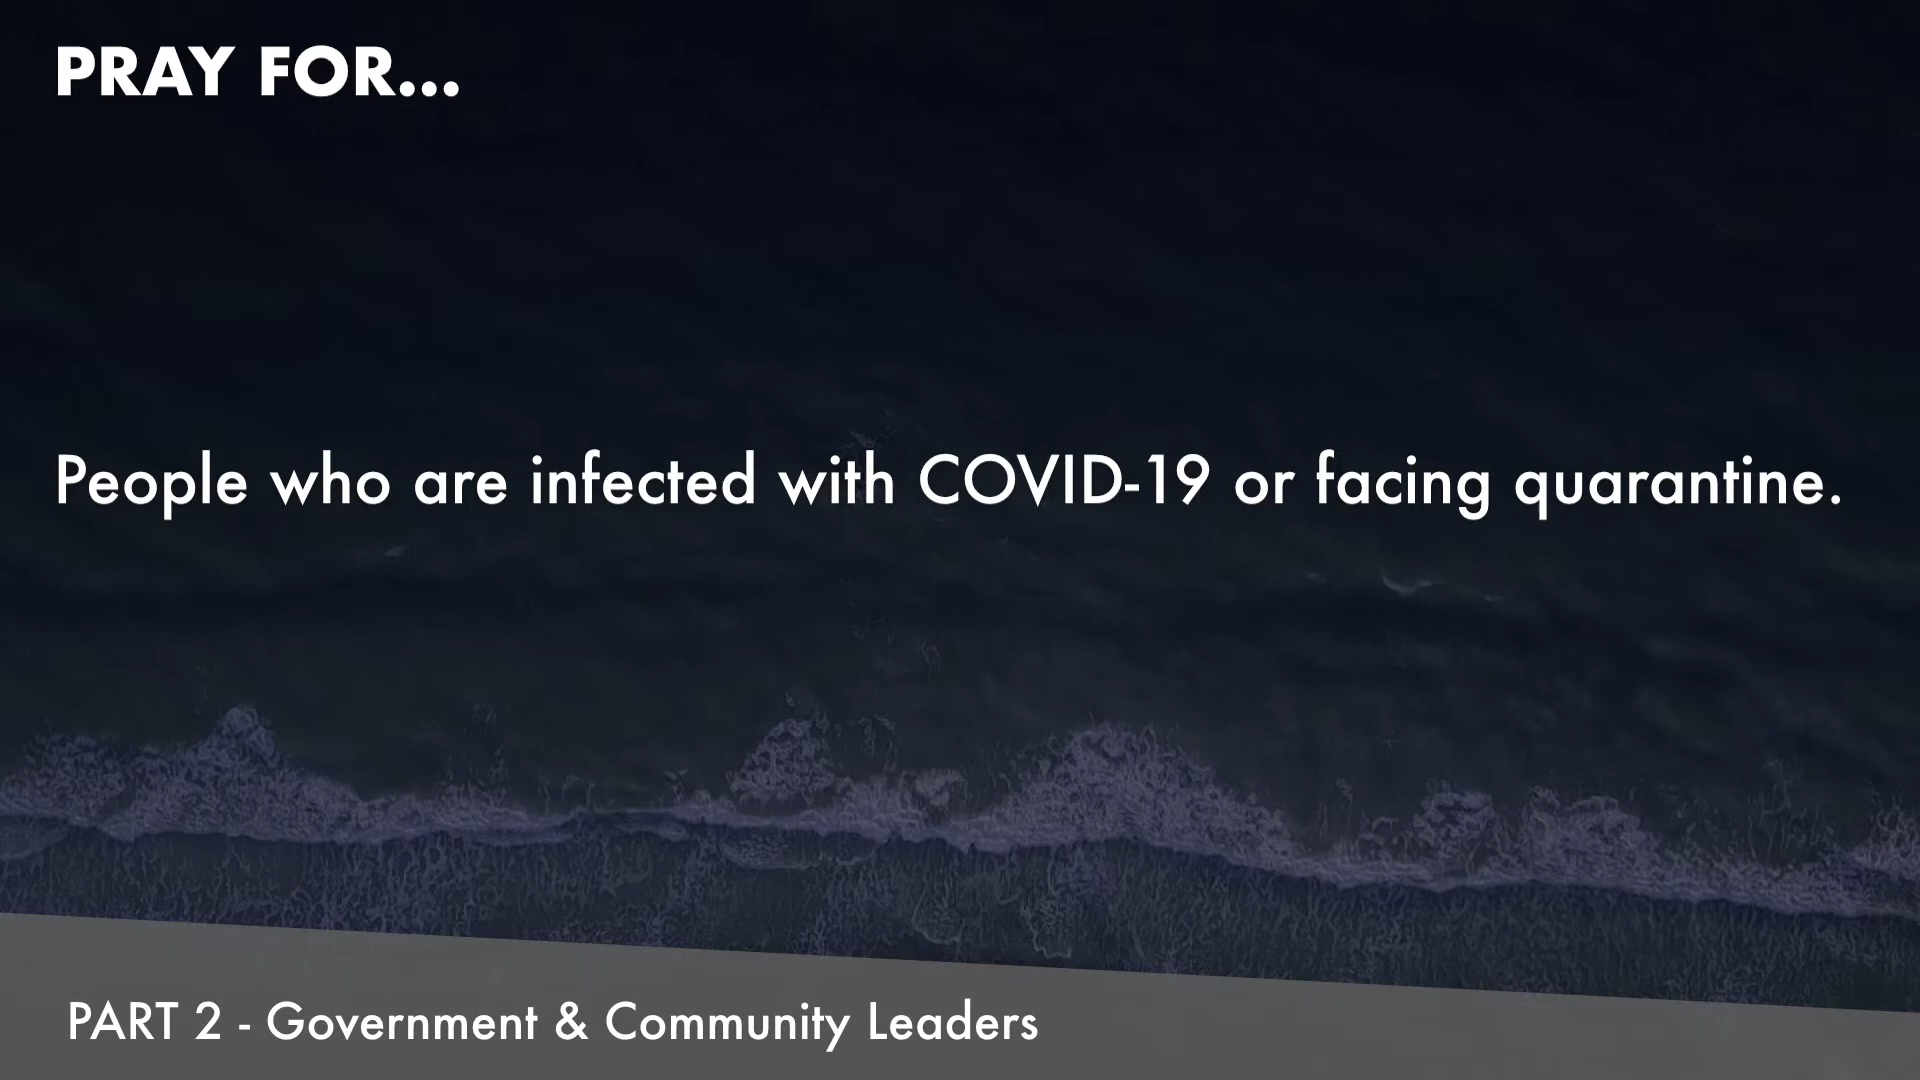 PRAY FOR...
People who are infected with COVID-19 or facing quarantine.
PART 2 - Government & Community Leaders